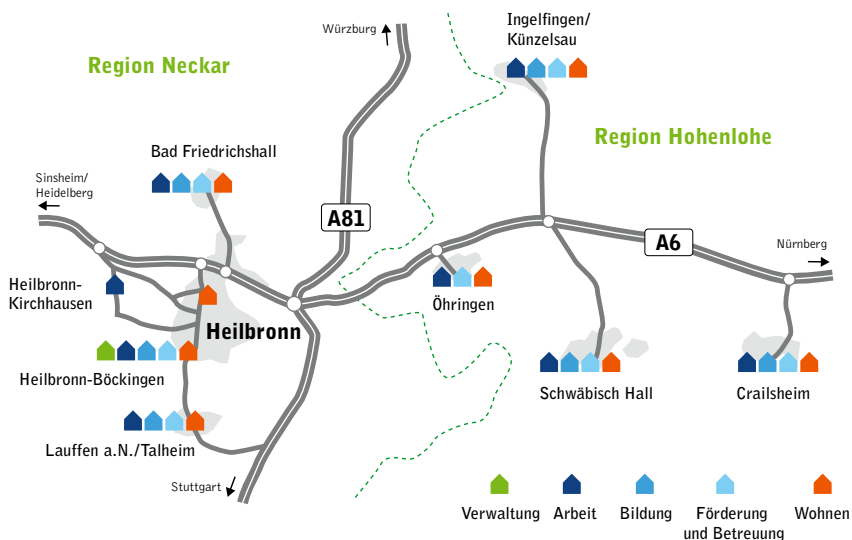 Ingelfingen/
Künzelsau
Würzburg
Region Neckar
Region Hohenlohe
Bad Friedrichshall
Sinsheim/
Heidelberg
A81
A6
Nürnberg
Heilbronn-
Kirchhausen
Öhringen
Heilbronn
Heilbronn-Böckingen
Schwäbisch Hall
Crailsheim
Lauffen a.N./Talheim
Stuttgart
Verwaltung
Arbeit
Bildung
Förderung
und Betreuung
Wohnen